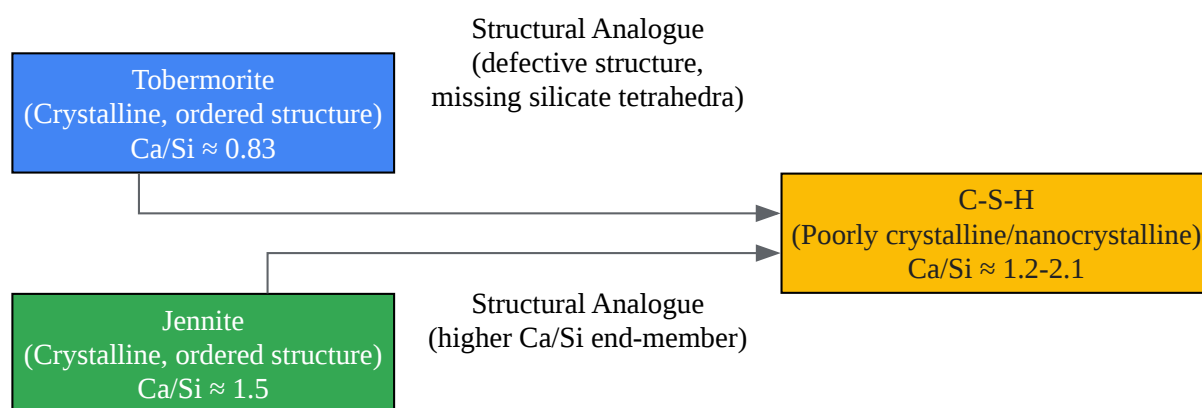 Structural Analogue
(defective structure,
missing silicate tetrahedra)
Tobermorite
(Crystalline, ordered structure)
Ca/Si ≈ 0.83
C-S-H
(Poorly crystalline/nanocrystalline)
Ca/Si ≈ 1.2-2.1
Structural Analogue
(higher Ca/Si end-member)
Jennite
(Crystalline, ordered structure)
Ca/Si ≈ 1.5